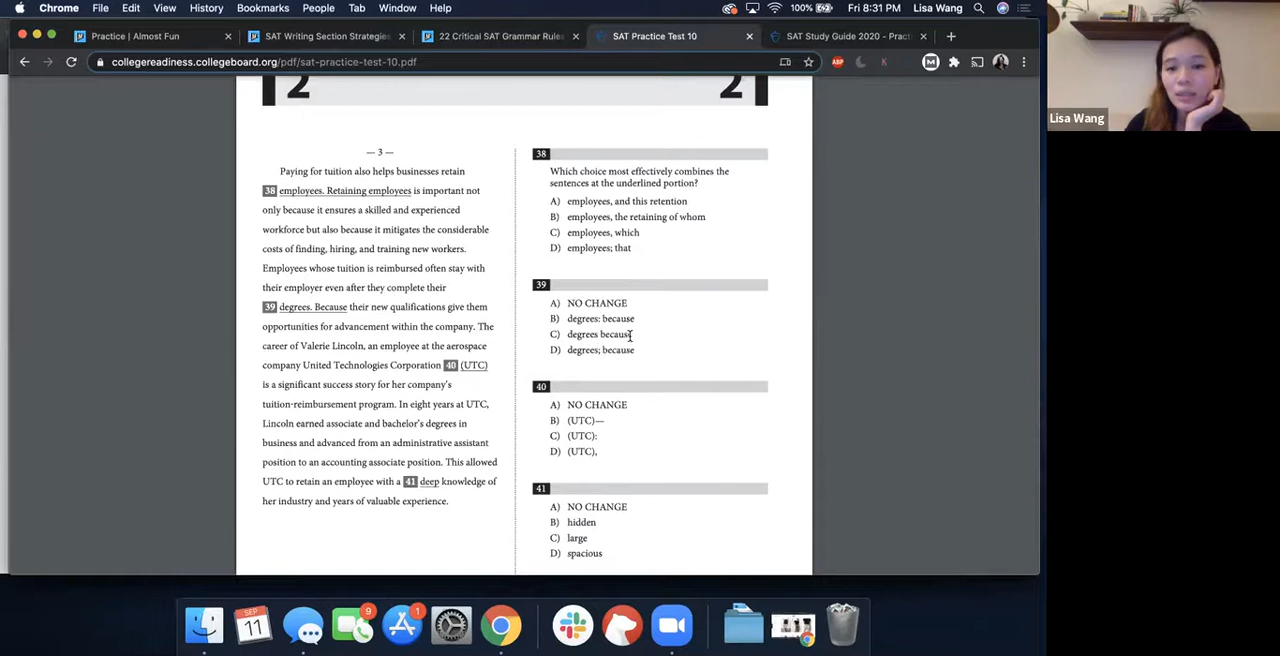 Chrome File Edit View History Bookmarks People Tab Window Help 100% Fri 8:31 PM Lisa Wang
Practice | Almost Fun
SAT Writing Section Strategies
22 Critical SAT Grammar Rules
SAT Practice Test 10
SAT Study Guide 2020 - Pract
collegereadiness.collegeboard.org/pdf/sat-practice-test-10.pdf
ABP K M
Lisa Wang
2 2
— 3 —
Paying for tuition also helps businesses retain
38 employees. Retaining employees is important not
only because it ensures a skilled and experienced
workforce but also because it mitigates the considerable
costs of finding, hiring, and training new workers.
Employees whose tuition is reimbursed often stay with
their employer even after they complete their
39 degrees. Because their new qualifications give them
opportunities for advancement within the company. The
career of Valerie Lincoln, an employee at the aerospace
company United Technologies Corporation 40 (UTC)
is a significant success story for her company's
tuition-reimbursement program. In eight years at UTC,
Lincoln earned associate and bachelor's degrees in
business and advanced from an administrative assistant
position to an accounting associate position. This allowed
UTC to retain an employee with a 41 deep knowledge of
her industry and years of valuable experience.
38
Which choice most effectively combines the
sentences at the underlined portion?
A) employees, and this retention
B) employees, the retaining of whom
C) employees, which
D) employees; that
39
A) NO CHANGE
B) degrees: because
C) degrees because
D) degrees; because
40
A) NO CHANGE
B) (UTC)—
C) (UTC):
D) (UTC),
41
A) NO CHANGE
B) hidden
C) large
D) spacious
SEP
11
9
1